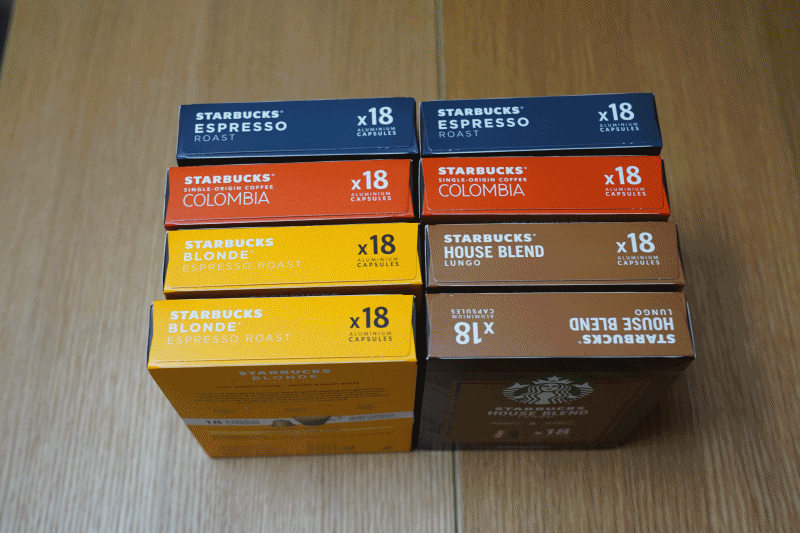 STARBUCKS®
ESPRESSO
ROAST
x18
ALUMINIUM
CAPSULES
STARBUCKS®
ESPRESSO
ROAST
x18
ALUMINIUM
CAPSULES
STARBUCKS®
SINGLE-ORIGIN COFFEE
COLOMBIA
x18
ALUMINIUM
CAPSULES
STARBUCKS®
SINGLE-ORIGIN COFFEE
COLOMBIA
x18
ALUMINIUM
CAPSULES
STARBUCKS
BLONDE®
ESPRESSO ROAST
x18
ALUMINIUM
CAPSULES
STARBUCKS®
HOUSE BLEND
LUNGO
x18
ALUMINIUM
CAPSULES
STARBUCKS
BLONDE®
ESPRESSO ROAST
x18
ALUMINIUM
CAPSULES
STARBUCKS®
HOUSE BLEND
LUNGO
x18
ALUMINIUM
CAPSULES
STARBUCKS
BLONDE
18
STARBUCKS
HOUSE BLEND
x18